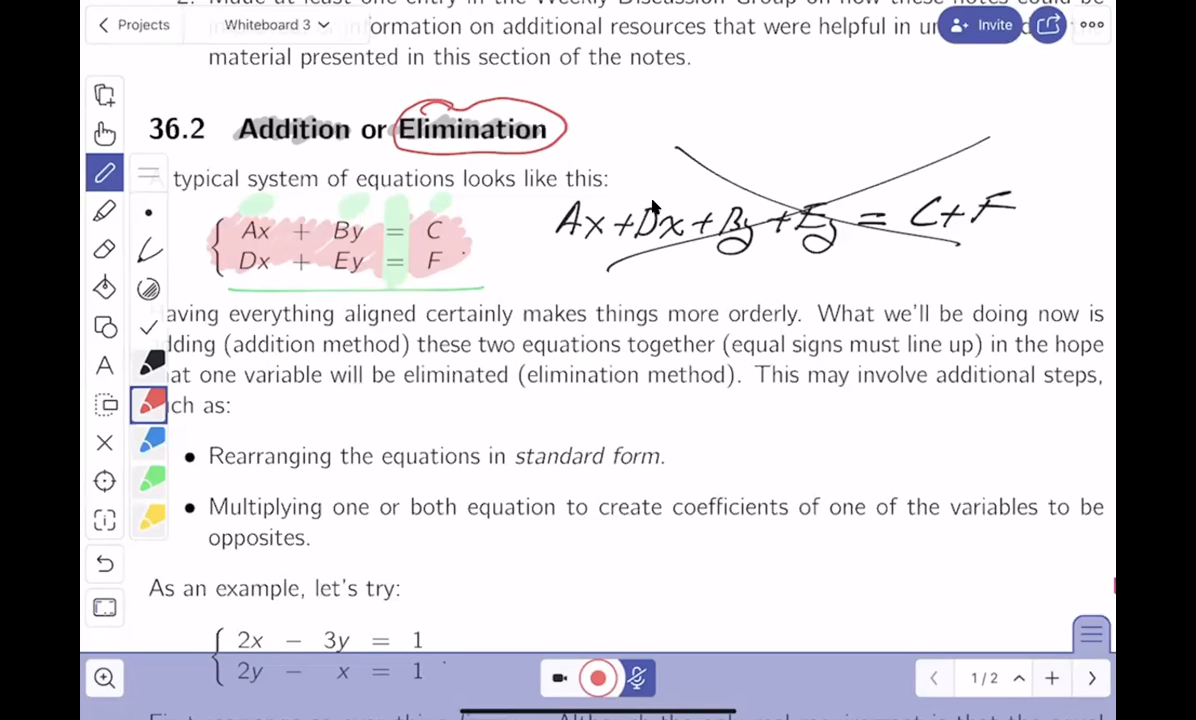 Projects
Whiteboard 3
Invite
information on additional resources that were helpful in
material presented in this section of the notes.
36.2 Addition or Elimination
typical system of equations looks like this:
Ax + By = C
Dx + Ey = F
Ax + Dx + By + Ey = C + F
aving everything aligned certainly makes things more orderly. What we'll be doing now is
dding (addition method) these two equations together (equal signs must line up) in the hope
at one variable will be eliminated (elimination method). This may involve additional steps,
ch as:
• Rearranging the equations in standard form.
• Multiplying one or both equation to create coefficients of one of the variables to be
opposites.
As an example, let's try:
2x − 3y = 1
2y − x = 1
1/2